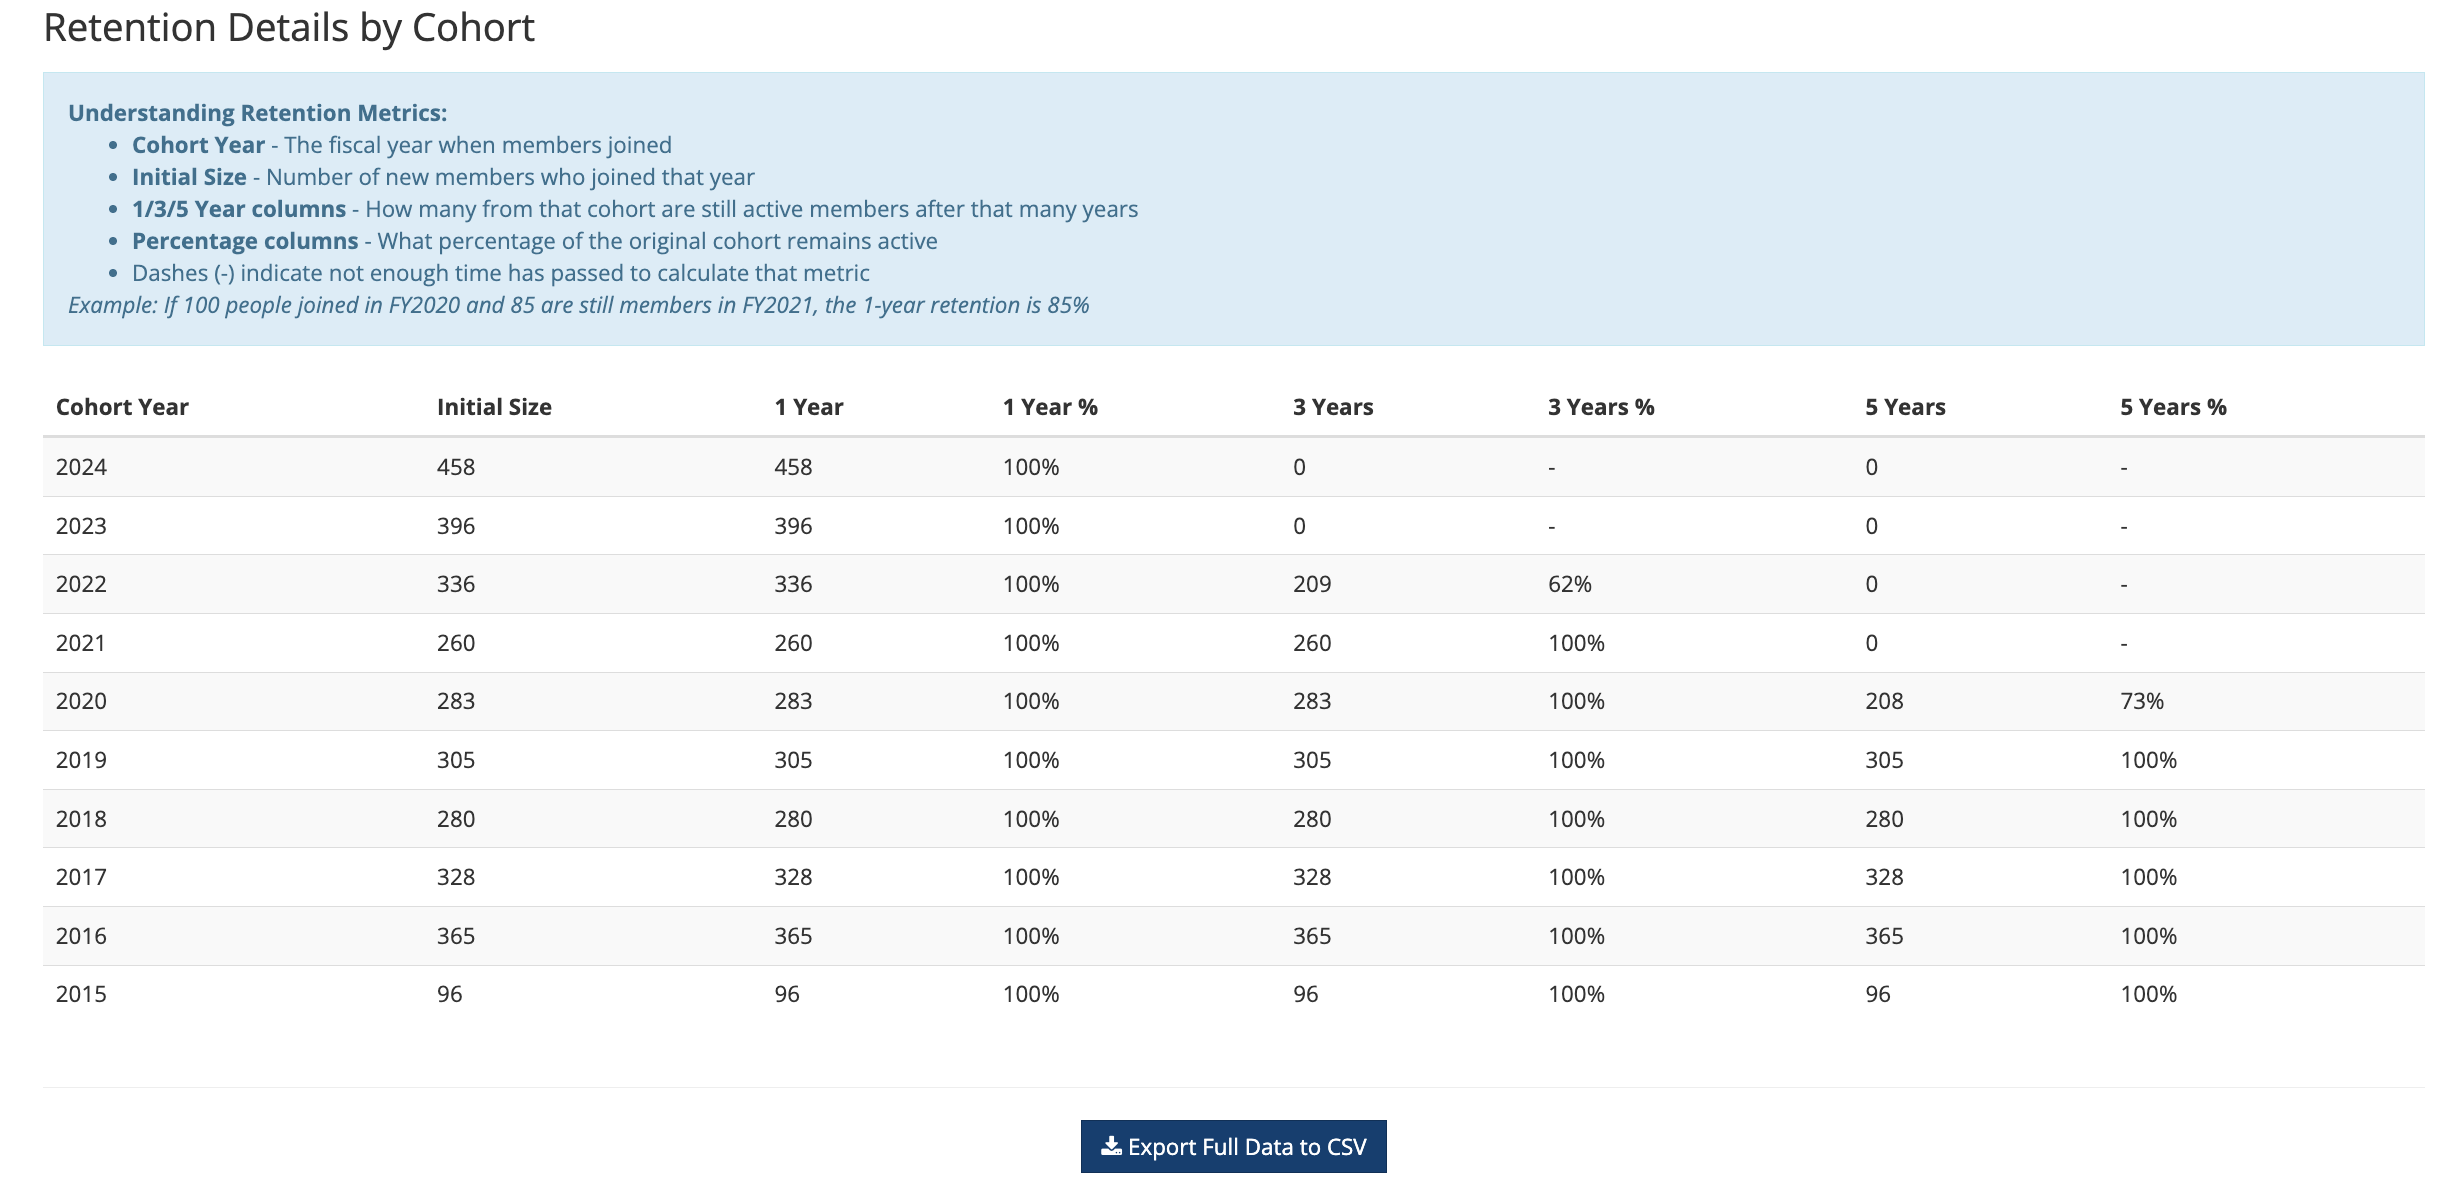 Retention Details by Cohort
Understanding Retention Metrics:
• Cohort Year - The fiscal year when members joined
• Initial Size - Number of new members who joined that year
• 1/3/5 Year columns - How many from that cohort are still active members after that many years
• Percentage columns - What percentage of the original cohort remains active
• Dashes (-) indicate not enough time has passed to calculate that metric
Example: If 100 people joined in FY2020 and 85 are still members in FY2021, the 1-year retention is 85%
Cohort Year Initial Size 1 Year 1 Year % 3 Years 3 Years % 5 Years 5 Years %
2024 458 458 100% 0 - 0 -
2023 396 396 100% 0 - 0 -
2022 336 336 100% 209 62% 0 -
2021 260 260 100% 260 100% 0 -
2020 283 283 100% 283 100% 208 73%
2019 305 305 100% 305 100% 305 100%
2018 280 280 100% 280 100% 280 100%
2017 328 328 100% 328 100% 328 100%
2016 365 365 100% 365 100% 365 100%
2015 96 96 100% 96 100% 96 100%
Export Full Data to CSV